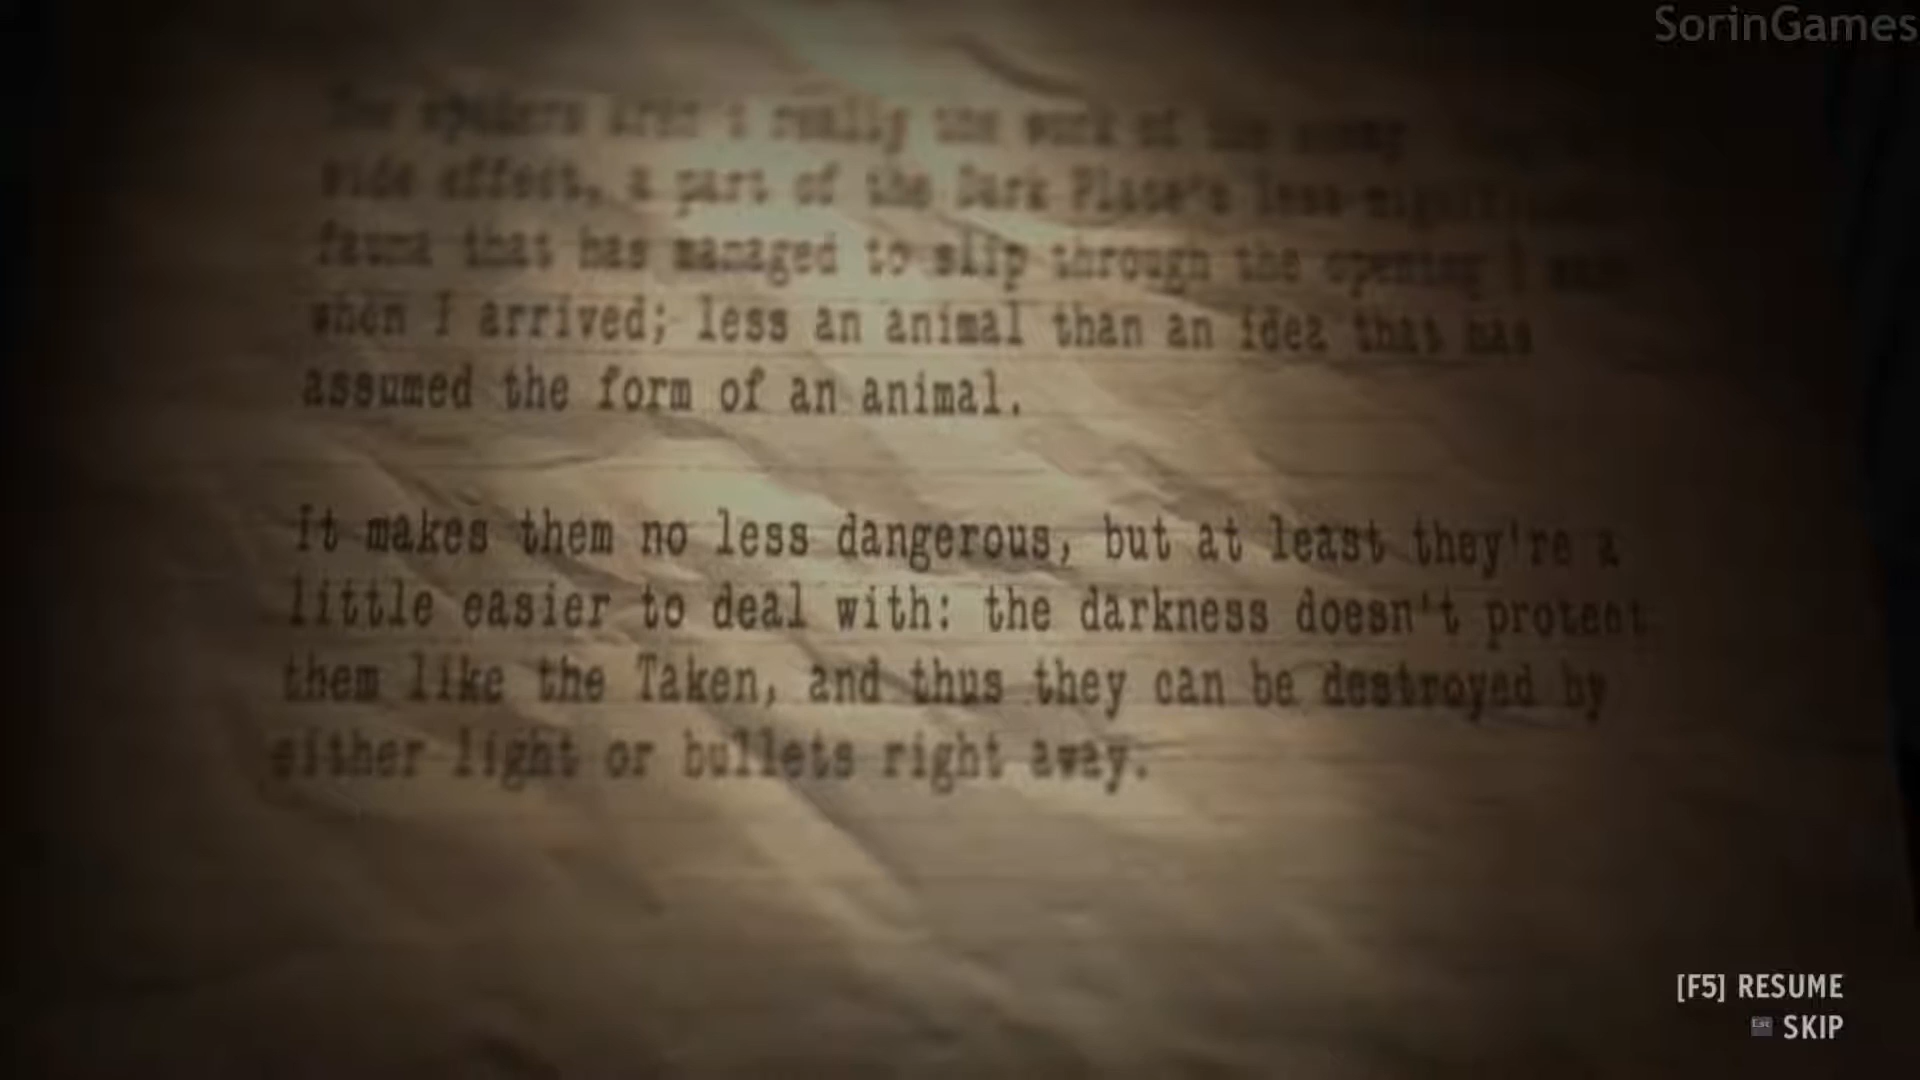 SorinGames
The spiders aren't really the work of the enemy
side effect, a part of the Dark Place's less
fauna that has managed to slip through the opening I
when I arrived; less an animal than an idea that has
assumed the form of an animal.
It makes them no less dangerous, but at least they're a
little easier to deal with: the darkness doesn't protect
them like the Taken, and thus they can be destroyed by
either light or bullets right away.
[F5] RESUME
Esc SKIP